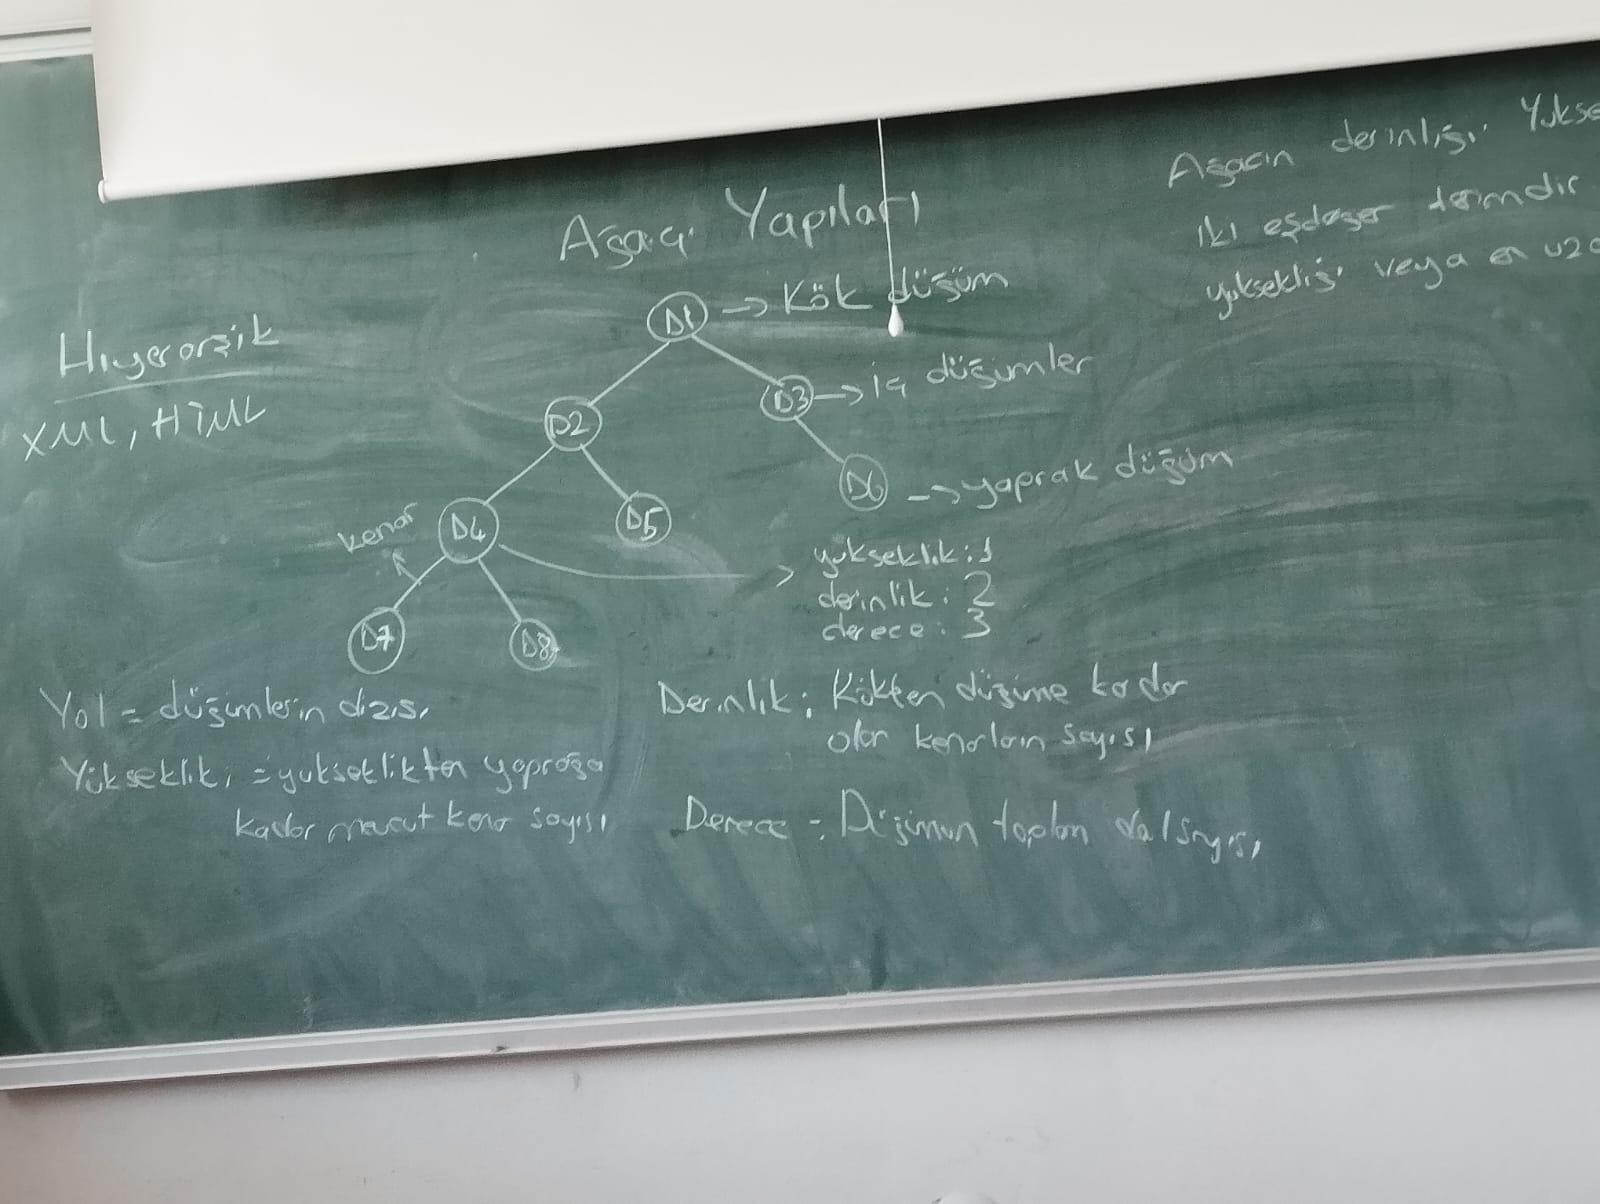 Ağaç Yapıları
Hiyerarşik
XML, HTML
D1 -> Kök düğüm
D2
D3 -> iç düğümler
D4
D5
D6 -> yaprak düğüm
kenar
D7
D8
yükseklik: 1
derinlik: 2
derece: 3
Yol = düğümlerin dizisi
Yükseklik; = yükseklikten yaprağa
kadar mevcut kenar sayısı
Derinlik; Kökten düğüme kadar
olan kenarların sayısı
Derece = Düğümün toplam dal sayısı
Ağacın derinliği Yükse
iki eşdeğer terimdir
yüksekliği veya en uza